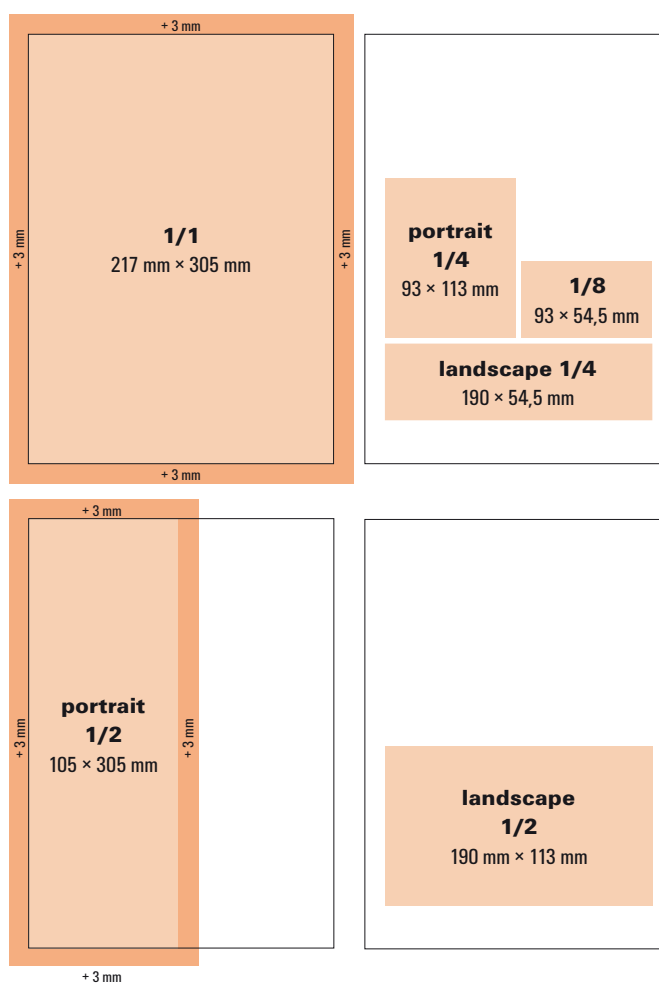 + 3 mm
+ 3 mm
1/1
217 mm × 305 mm
+ 3 mm
+ 3 mm
portrait
1/4
93 × 113 mm
1/8
93 × 54,5 mm
landscape 1/4
190 × 54,5 mm
+ 3 mm
+ 3 mm
portrait
1/2
105 × 305 mm
+ 3 mm
+ 3 mm
landscape
1/2
190 mm × 113 mm